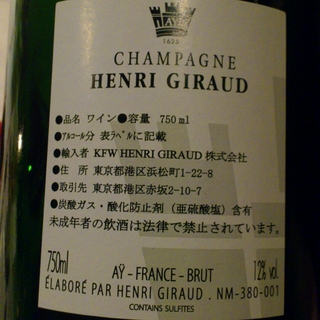 AY
1625
CHAMPAGNE
HENRI GIRAUD
●品名 ワイン●容量 750ml
●ｱﾙｺｰﾙ分 表ﾗﾍﾞﾙに記載
●輸入者 KFW HENRI GIRAUD 株式会社
●住 所 東京都港区浜松町1-22-8
●取引先 東京都港区赤坂2-10-7
●炭酸ガス・酸化防止剤（亜硫酸塩）含有
未成年者の飲酒は法律で禁止されています。
750ml AŸ - FRANCE - BRUT 12% vol.
ÉLABORÉ PAR HENRI GIRAUD . NM-380-001
CONTAINS SULFITES